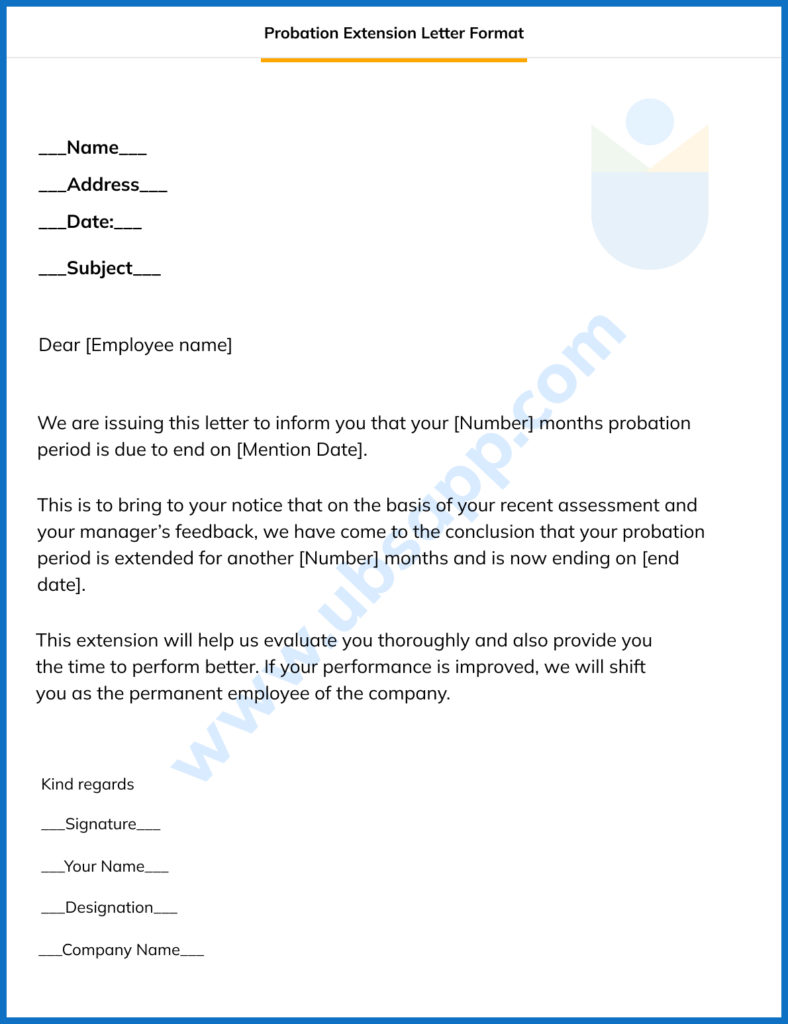 Probation Extension Letter Format
___Name___
___Address___
___Date:___
___Subject___
Dear [Employee name]
We are issuing this letter to inform you that your [Number] months probation
period is due to end on [Mention Date].
This is to bring to your notice that on the basis of your recent assessment and
your manager’s feedback, we have come to the conclusion that your probation
period is extended for another [Number] months and is now ending on [end
date].
This extension will help us evaluate you thoroughly and also provide you
the time to perform better. If your performance is improved, we will shift
you as the permanent employee of the company.
Kind regards
___Signature___
___Your Name___
___Designation___
___Company Name___
www.ubsapp.com